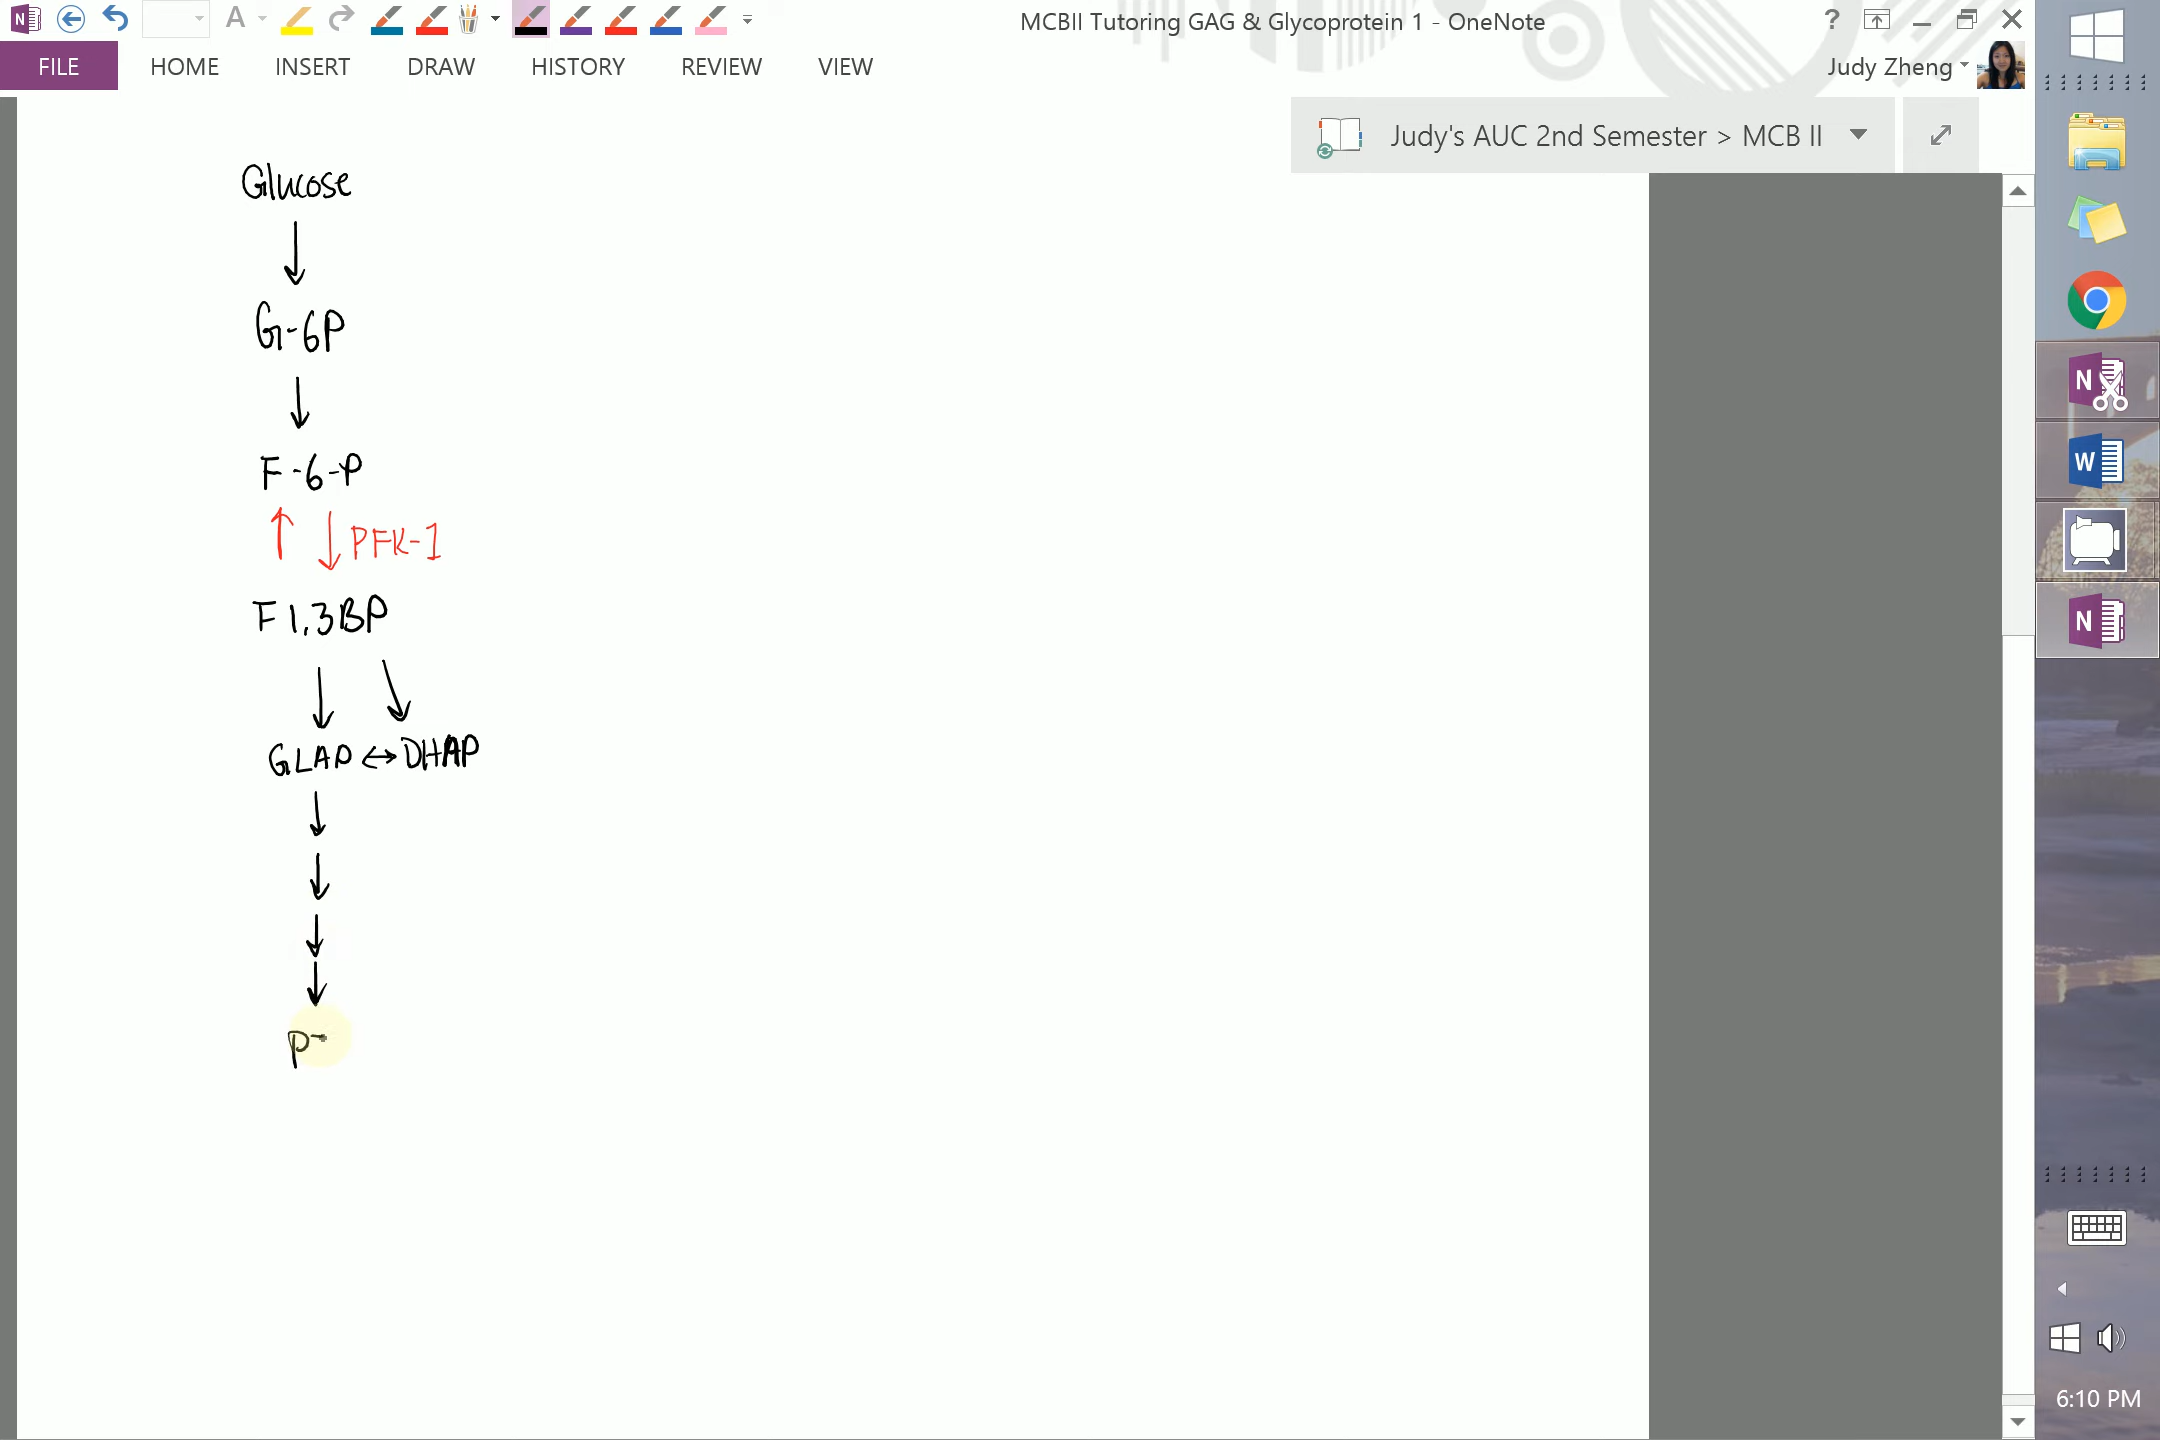 MCBII Tutoring GAG & Glycoprotein 1 - OneNote
?
FILE HOME INSERT DRAW HISTORY REVIEW VIEW
Judy Zheng
Judy's AUC 2nd Semester > MCB II
Glucose
↓
G-6P
↓
F-6-P
↑ ↓ PFK-1
F1,3BP
↓ ↘
GLAP ↔ DHAP
↓
↓
↓
↓
P
6:10 PM